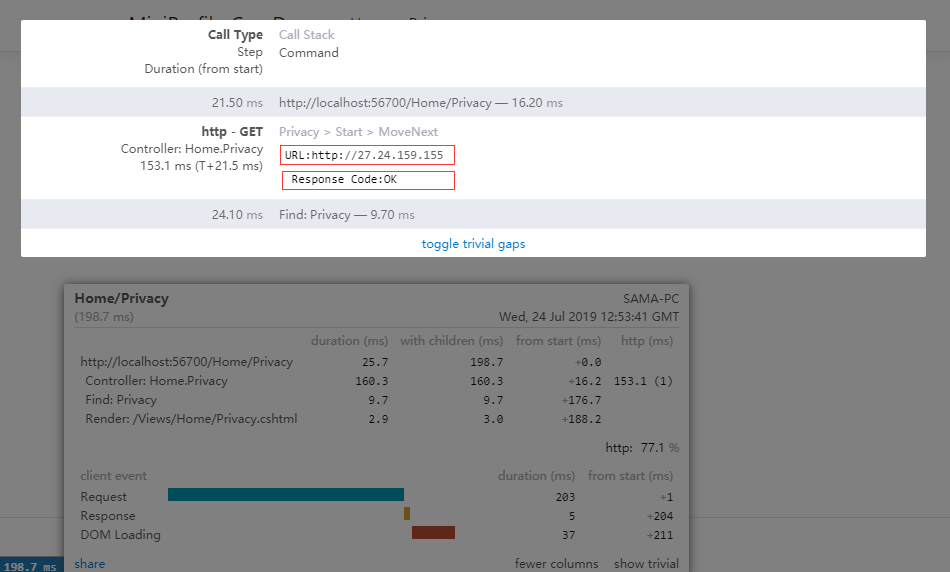 Call Type Call Stack
Step Command
Duration (from start)
21.50 ms http://localhost:56700/Home/Privacy — 16.20 ms
http - GET Privacy > Start > MoveNext
Controller: Home.Privacy URL:http://27.24.159.155
153.1 ms (T+21.5 ms)
Response Code:OK
24.10 ms Find: Privacy — 9.70 ms
toggle trivial gaps
Home/Privacy SAMA-PC
(198.7 ms) Wed, 24 Jul 2019 12:53:41 GMT
duration (ms) with children (ms) from start (ms) http (ms)
http://localhost:56700/Home/Privacy 25.7 198.7 +0.0
Controller: Home.Privacy 160.3 160.3 +16.2 153.1 (1)
Find: Privacy 9.7 9.7 +176.7
Render: /Views/Home/Privacy.cshtml 2.9 3.0 +188.2
http: 77.1 %
client event duration (ms) from start (ms)
Request 203 +1
Response 5 +204
DOM Loading 37 +211
198.7 ms share fewer columns show trivial